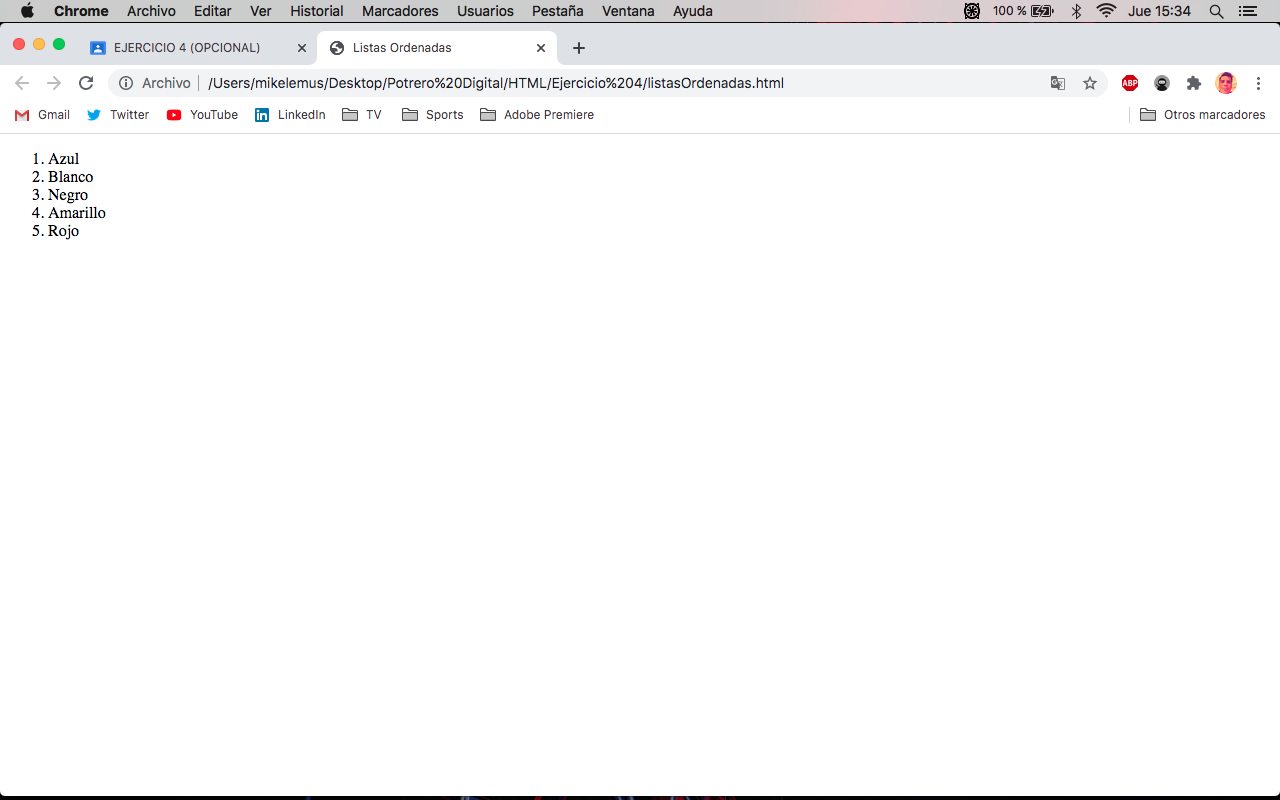 Chrome Archivo Editar Ver Historial Marcadores Usuarios Pestaña Ventana Ayuda 100 % Jue 15:34
EJERCICIO 4 (OPCIONAL) Listas Ordenadas
Archivo /Users/mikelemus/Desktop/Potrero%20Digital/HTML/Ejercicio%204/listasOrdenadas.html ABP
Gmail Twitter YouTube LinkedIn TV Sports Adobe Premiere Otros marcadores
1. Azul
2. Blanco
3. Negro
4. Amarillo
5. Rojo